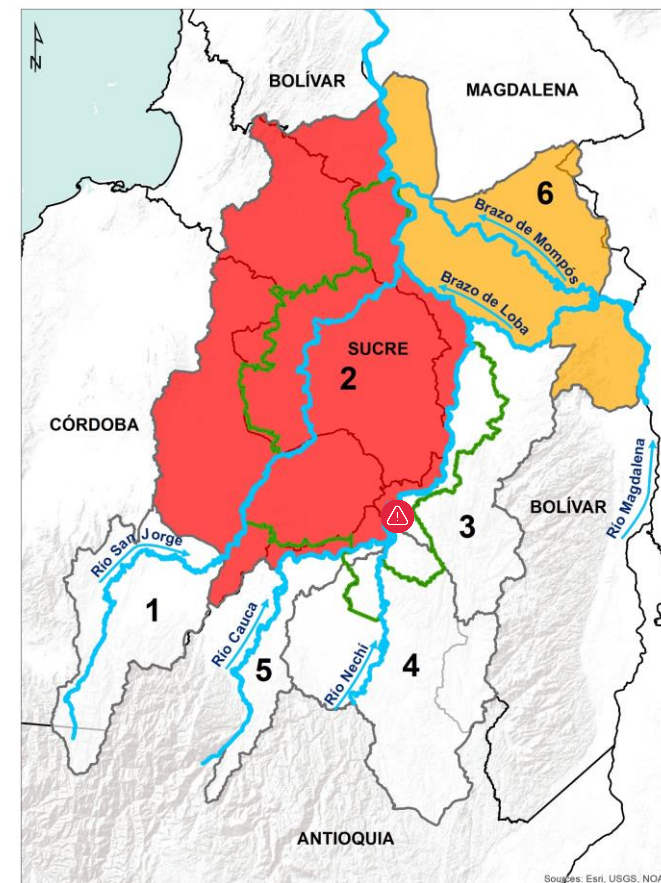 N
BOLÍVAR
MAGDALENA
6
Brazo de Mompós
Brazo de Loba
SUCRE
2
CÓRDOBA
BOLÍVAR
Río Magdalena
3
Río San Jorge
1
Río Cauca
5
Río Nechí
4
ANTIOQUIA
Sources: Esri, USGS, NOA